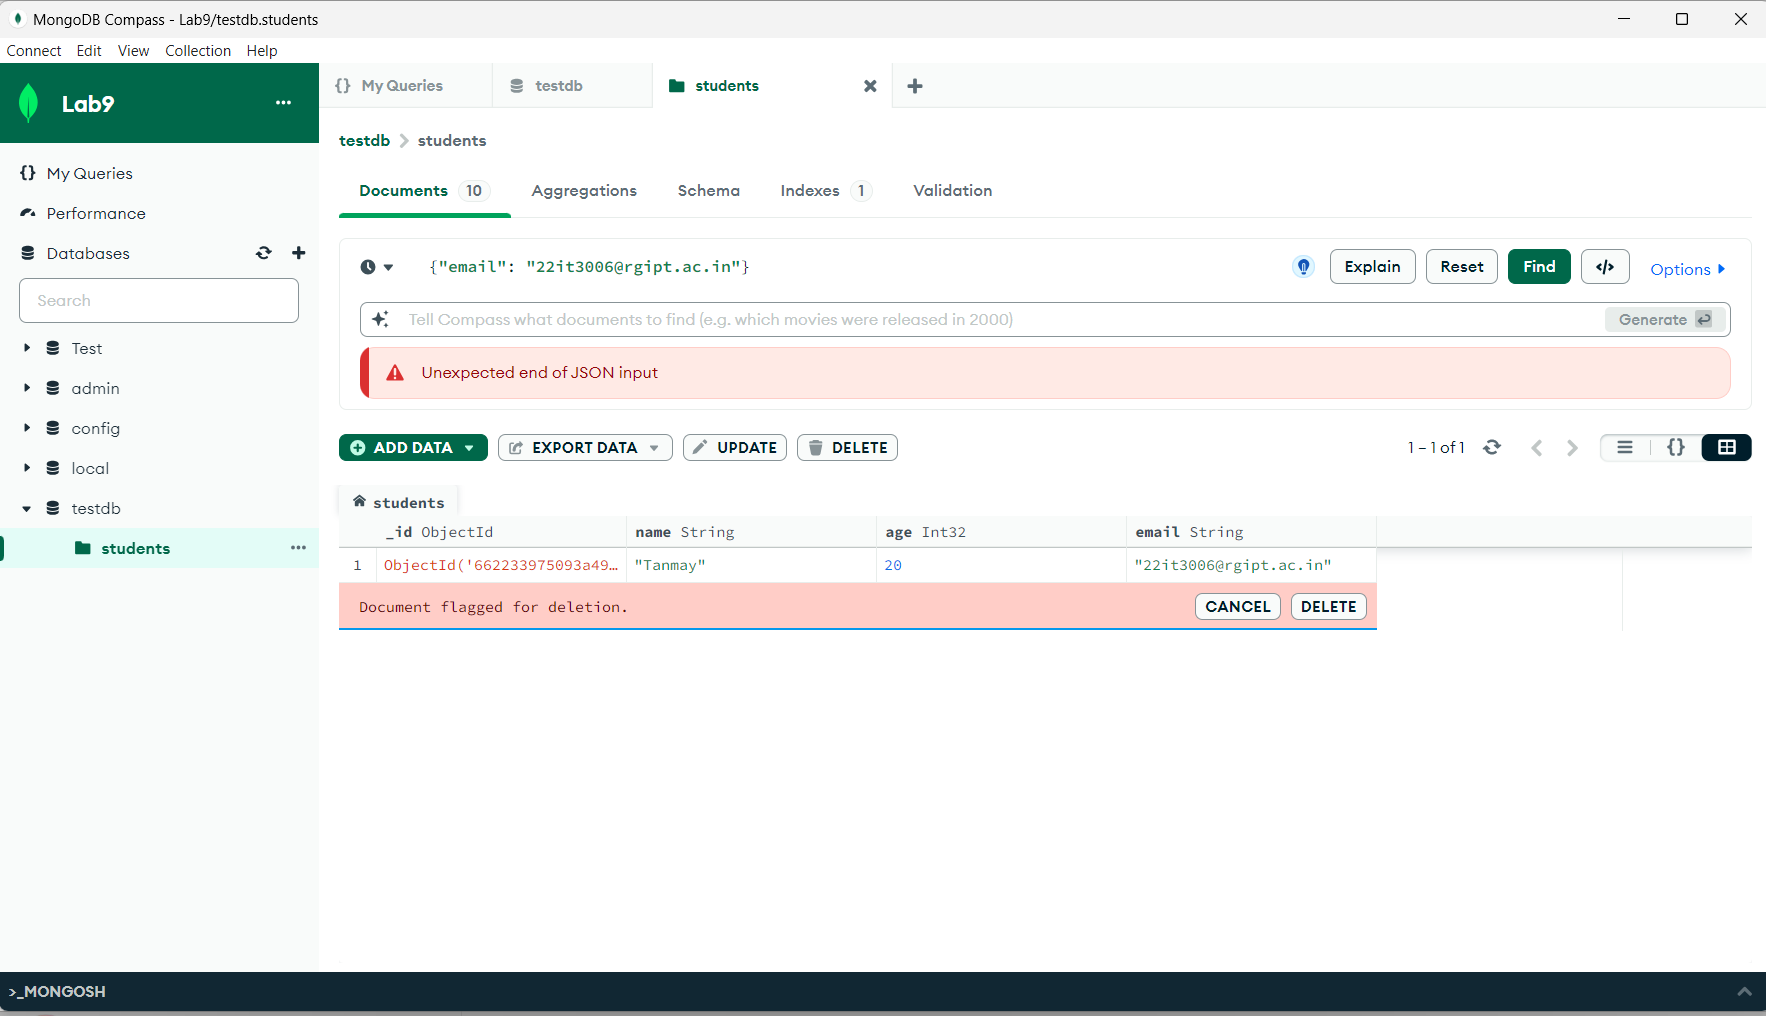 MongoDB Compass - Lab9/testdb.students
Connect Edit View Collection Help
Lab9
My Queries
Performance
Databases
Search
Test
admin
config
local
testdb
students
{} My Queries testdb students
testdb > students
Documents 10 Aggregations Schema Indexes 1 Validation
{"email": "22it3006@rgipt.ac.in"}
Explain Reset Find </> Options
Tell Compass what documents to find (e.g. which movies were released in 2000) Generate
Unexpected end of JSON input
ADD DATA EXPORT DATA UPDATE DELETE 1 – 1 of 1 {}
students
_id ObjectId name String age Int32 email String
1 ObjectId('662233975093a49… "Tanmay" 20 "22it3006@rgipt.ac.in"
Document flagged for deletion. CANCEL DELETE
>_MONGOSH